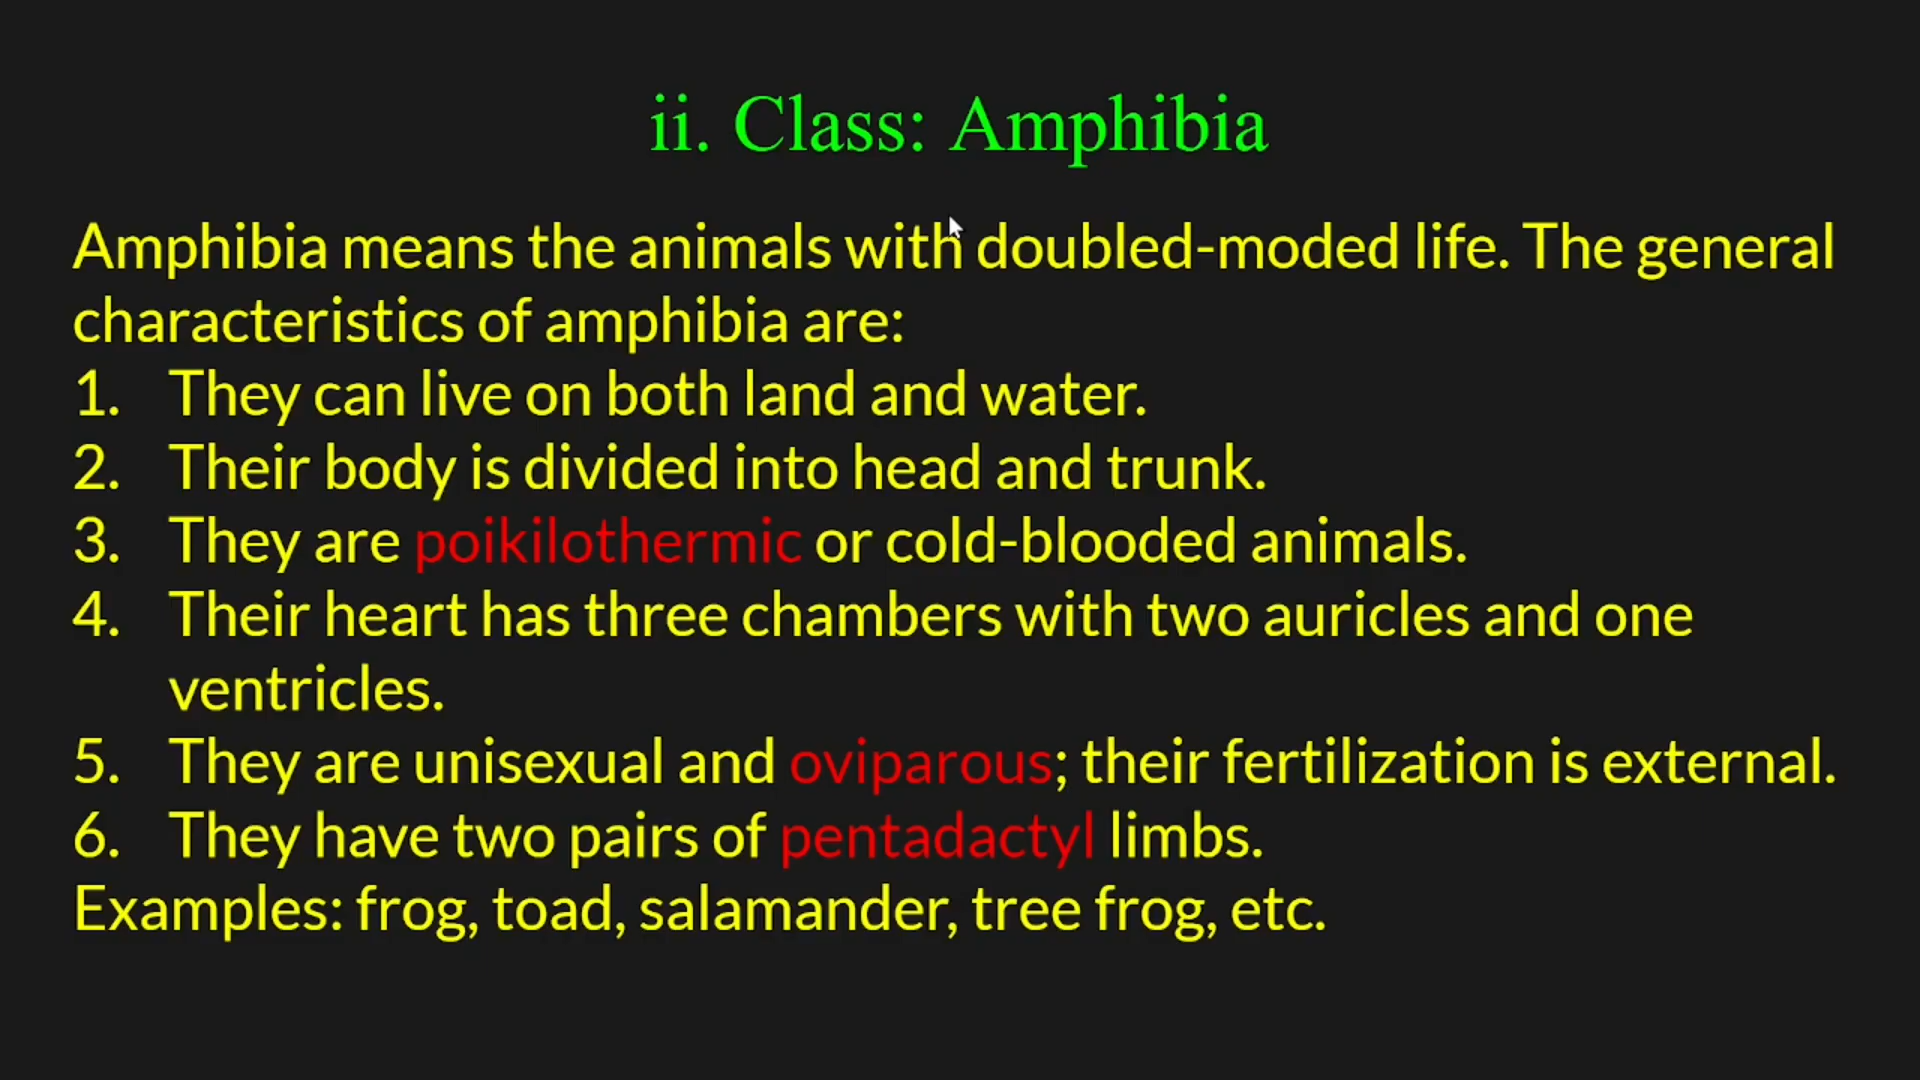 ii. Class: Amphibia
Amphibia means the animals with doubled-moded life. The general
characteristics of amphibia are:
1. They can live on both land and water.
2. Their body is divided into head and trunk.
3. They are poikilothermic or cold-blooded animals.
4. Their heart has three chambers with two auricles and one
ventricles.
5. They are unisexual and oviparous; their fertilization is external.
6. They have two pairs of pentadactyl limbs.
Examples: frog, toad, salamander, tree frog, etc.